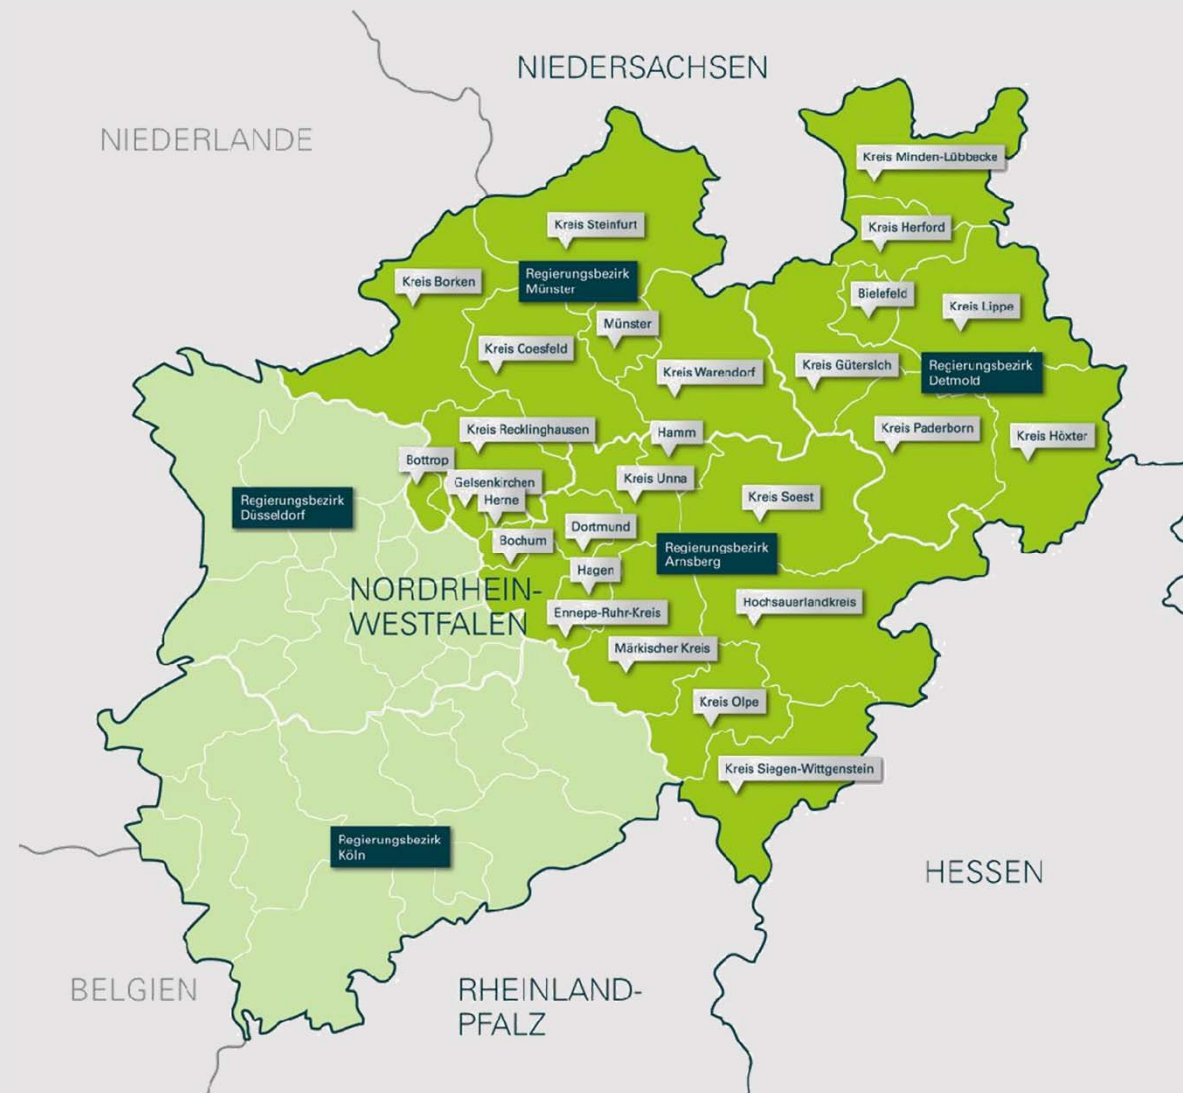 NIEDERSACHSEN
NIEDERLANDE
Kreis Minden-Lübbecke
Kreis Steinfurt
Kreis Herford
Regierungsbezirk
Münster
Kreis Borken
Bielefeld
Kreis Lippe
Münster
Kreis Coesfeld
Kreis Warendorf
Kreis Gütersich
Regierungsbezirk
Detmold
Kreis Recklinghausen
Hamm
Kreis Paderborn
Kreis Höxter
Bottrop
Gelsenkirchen
Kreis Unna
Herne
Kreis Soest
Regierungsbezirk
Düsseldorf
Dortmund
Bochum
Regierungsbezirk
Arnsberg
Hagen
NORDRHEIN-
WESTFALEN
Hochsauerlandkreis
Ennepe-Ruhr-Kreis
Märkischer Kreis
Kreis Olpe
Kreis Siegen-Wittgenstein
Regierungsbezirk
Köln
HESSEN
BELGIEN
RHEINLAND-
PFALZ